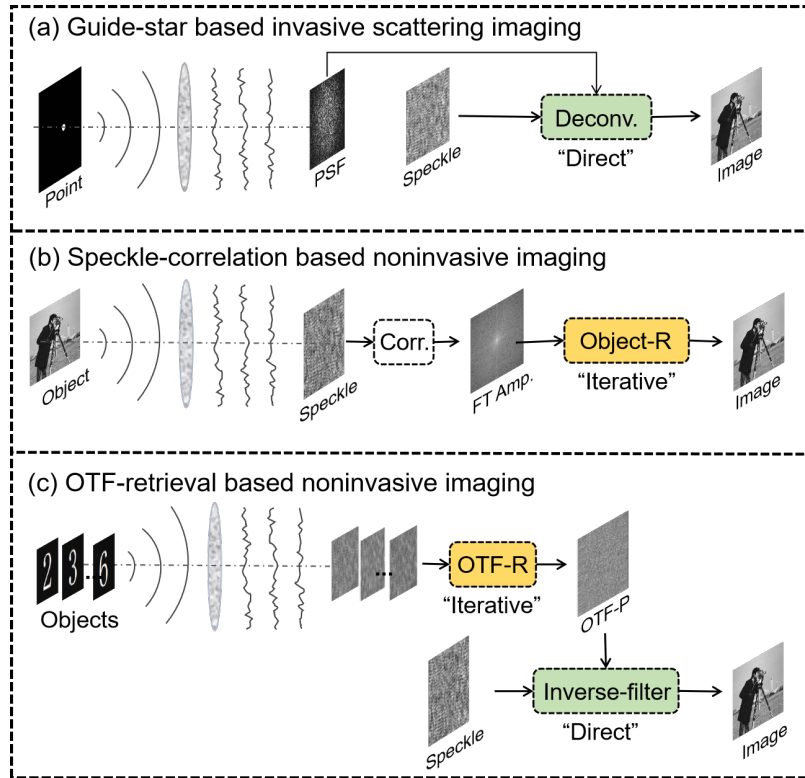 (a) Guide-star based invasive scattering imaging
Point
PSF
Speckle
Deconv.
“Direct”
Image
(b) Speckle-correlation based noninvasive imaging
Object
Speckle
Corr.
FT Amp.
Object-R
“Iterative”
Image
(c) OTF-retrieval based noninvasive imaging
2 3 . 6
Objects
...
OTF-R
“Iterative”
OTF-P
Speckle
Inverse-filter
“Direct”
Image